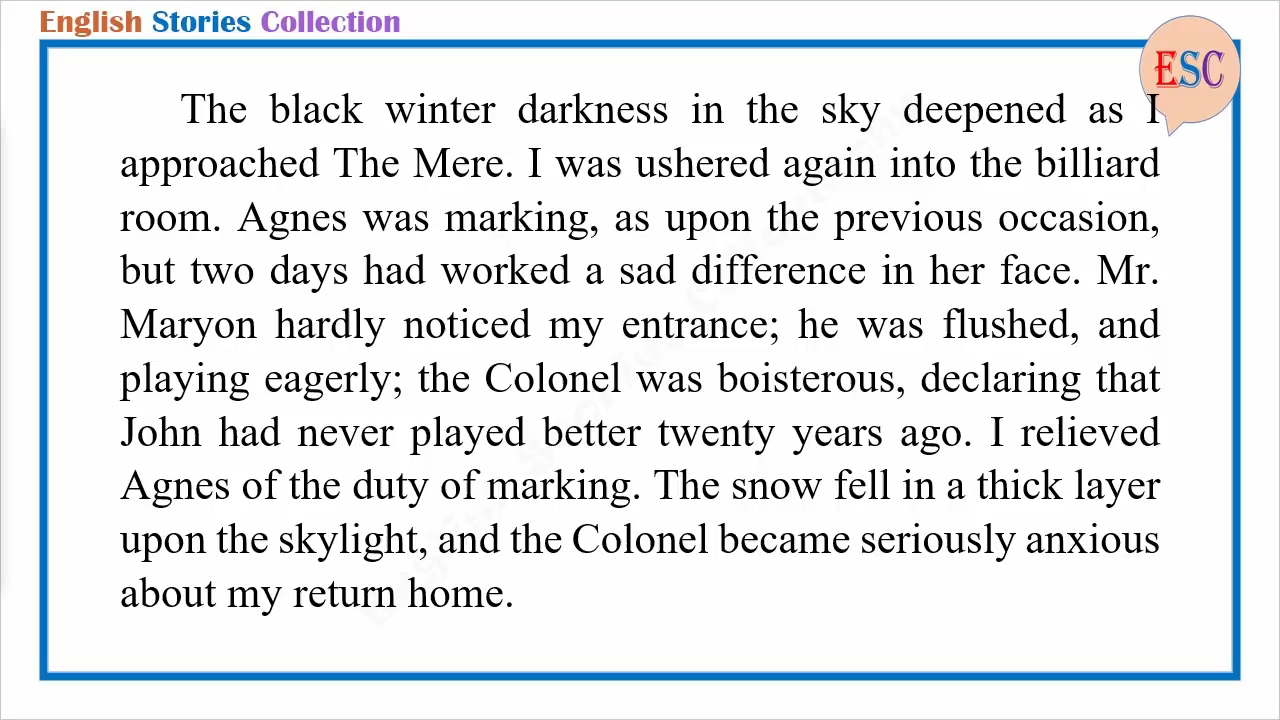 English Stories Collection
ESC
The black winter darkness in the sky deepened as I
approached The Mere. I was ushered again into the billiard
room. Agnes was marking, as upon the previous occasion,
but two days had worked a sad difference in her face. Mr.
Maryon hardly noticed my entrance; he was flushed, and
playing eagerly; the Colonel was boisterous, declaring that
John had never played better twenty years ago. I relieved
Agnes of the duty of marking. The snow fell in a thick layer
upon the skylight, and the Colonel became seriously anxious
about my return home.